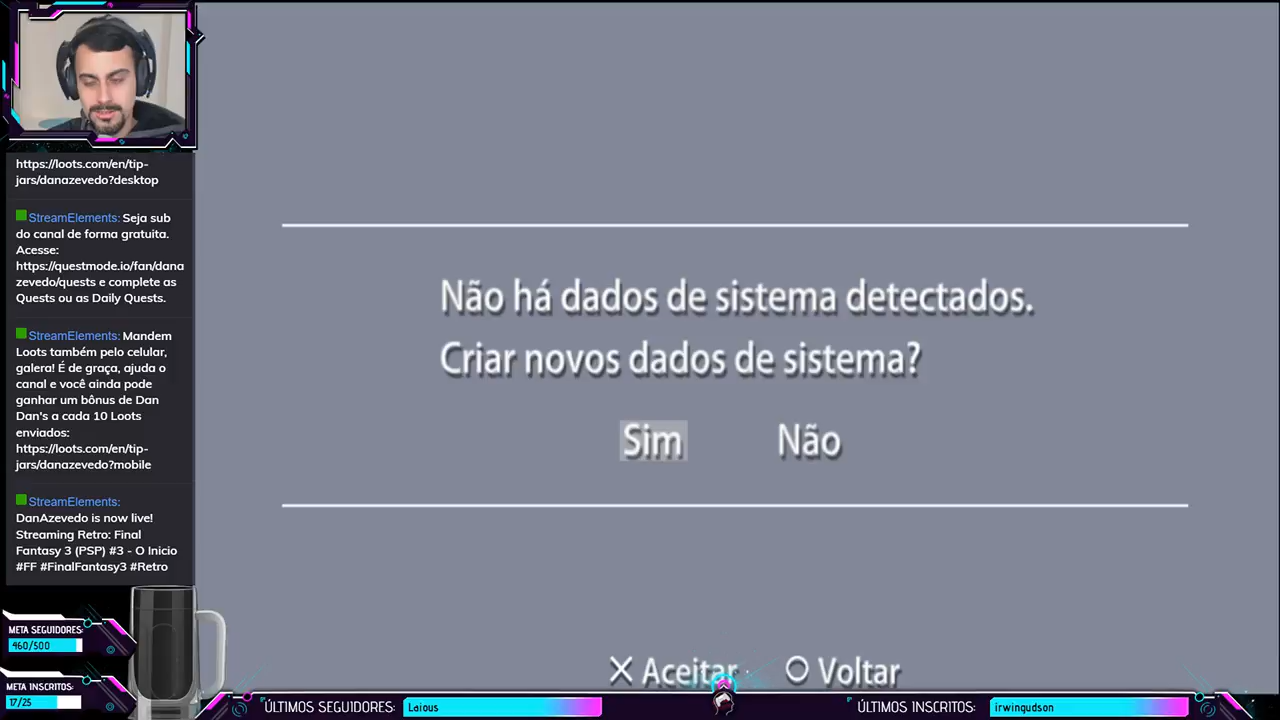 https://loots.com/en/tip-
jars/danazevedo?desktop
StreamElements: Seja sub
do canal de forma gratuita.
Acesse:
https://questmode.io/fan/dana
zevedo/quests e complete as
Quests ou as Daily Quests.
StreamElements: Mandem
Loots também pelo celular,
galera! É de graça, ajuda o
canal e você ainda pode
ganhar um bônus de Dan
Dan's a cada 10 Loots
enviados:
https://loots.com/en/tip-
jars/danazevedo?mobile
StreamElements:
DanAzevedo is now live!
Streaming Retro: Final
Fantasy 3 (PSP) #3 - O Inicio
#FF #FinalFantasy3 #Retro
META SEGUIDORES:
460/500
META INSCRITOS:
17/25
Não há dados de sistema detectados.
Criar novos dados de sistema?
Sim Não
X Aceitar O Voltar
ÚLTIMOS SEGUIDORES: Laious
ÚLTIMOS INSCRITOS: irwingudson